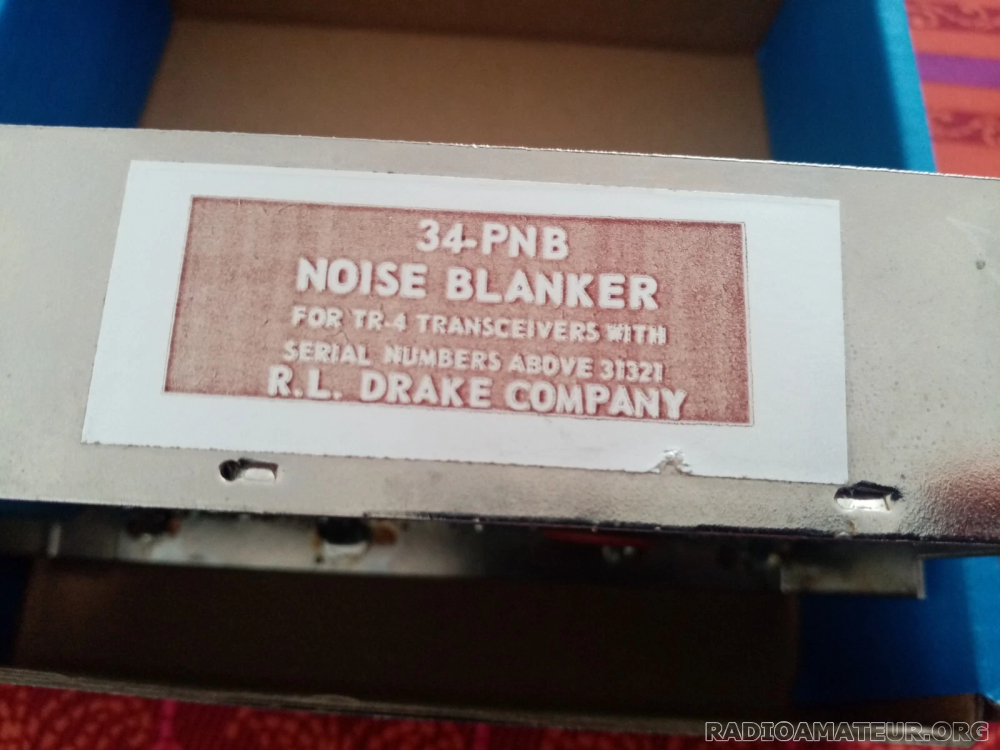 34-PNB
NOISE BLANKER
FOR TR-4 TRANSCEIVERS WITH
SERIAL NUMBERS ABOVE 31321
R.L. DRAKE COMPANY
RADIOAMATEUR.ORG